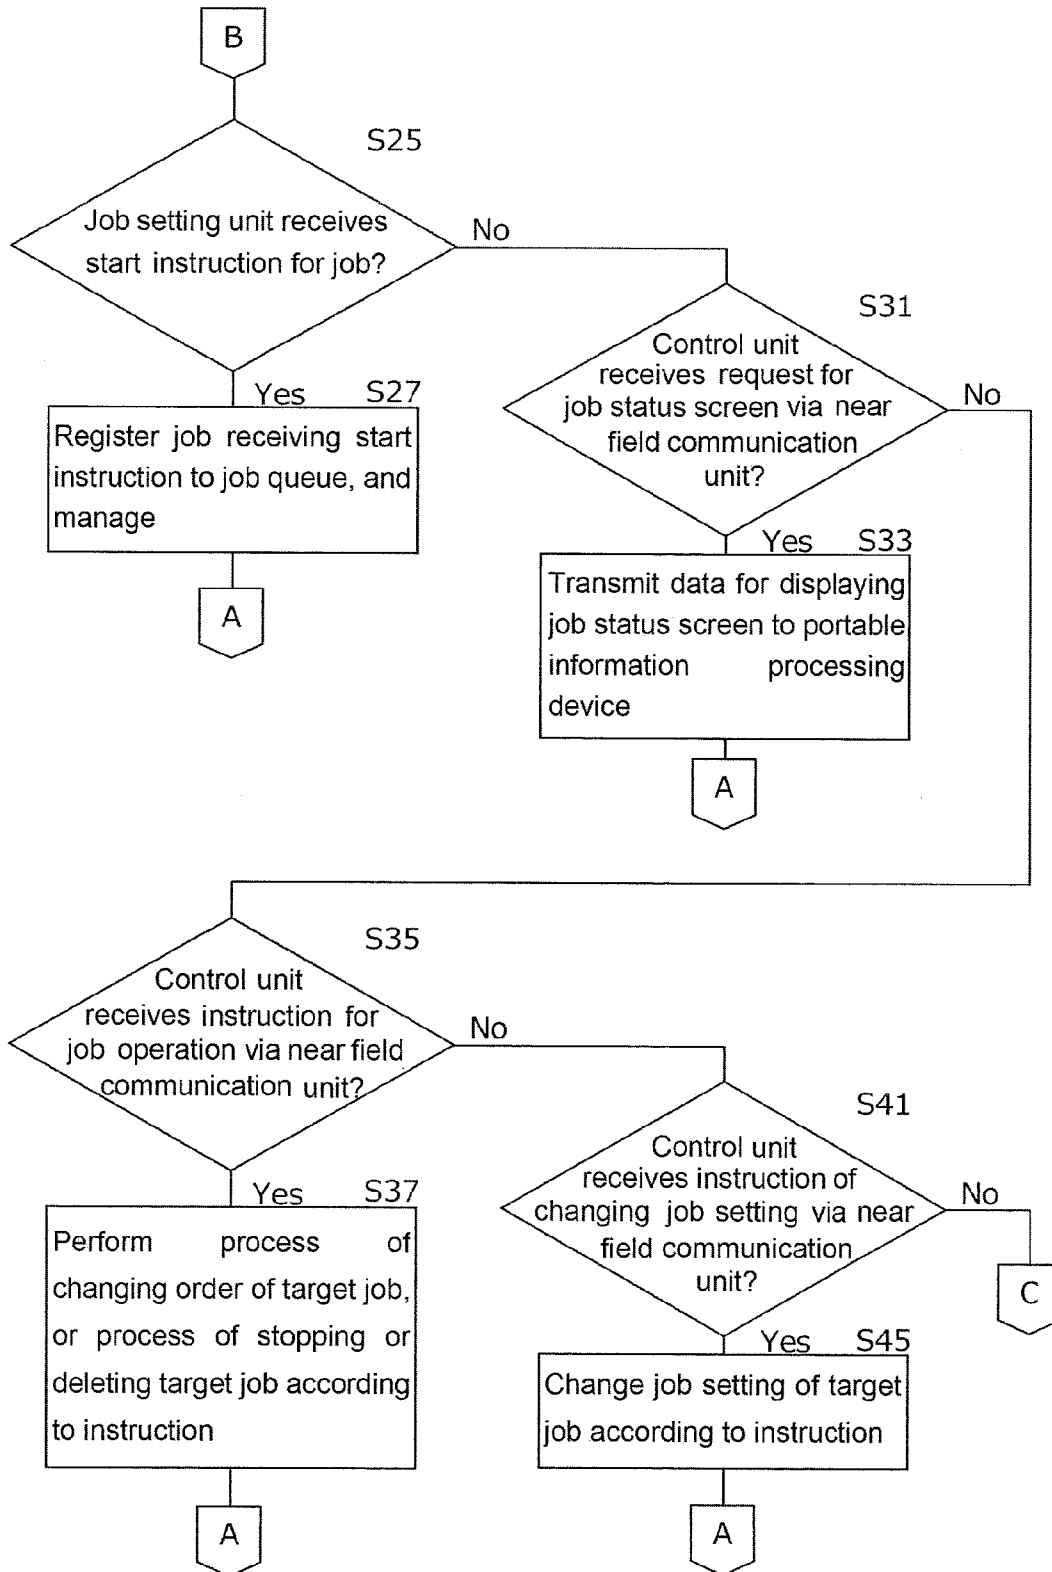 B
S25
Job setting unit receives
start instruction for job?
No
Yes
S27
Register job receiving start
instruction to job queue, and
manage
A
S31
Control unit
receives request for
job status screen via near
field communication
unit?
No
Yes
S33
Transmit data for displaying
job status screen to portable
information processing
device
A
S35
Control unit
receives instruction for
job operation via near field
communication unit?
No
Yes
S37
Perform process of
changing order of target job,
or process of stopping or
deleting target job according
to instruction
A
S41
Control unit
receives instruction of
changing job setting via near
field communication
unit?
No
C
Yes
S45
Change job setting of target
job according to instruction
A